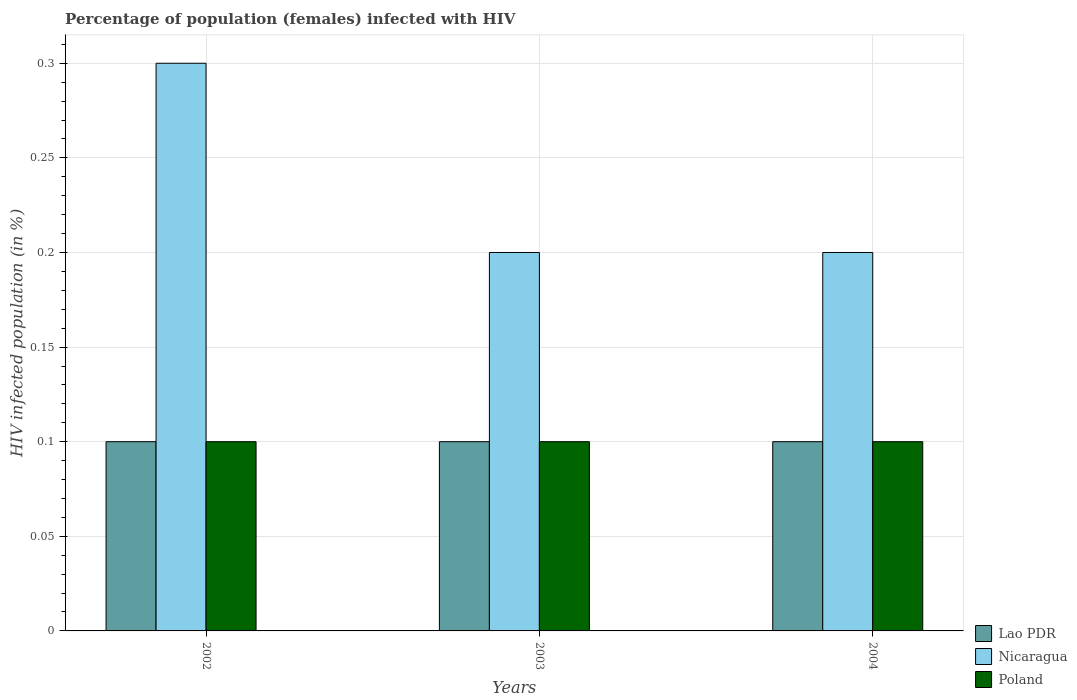 Percentage of population (females) infected with HIV
HIV infected population (in %)
0.3
0.25
0.2
0.15
0.1
0.05
0
2002
2003
2004
Years
Lao PDR
Nicaragua
Poland